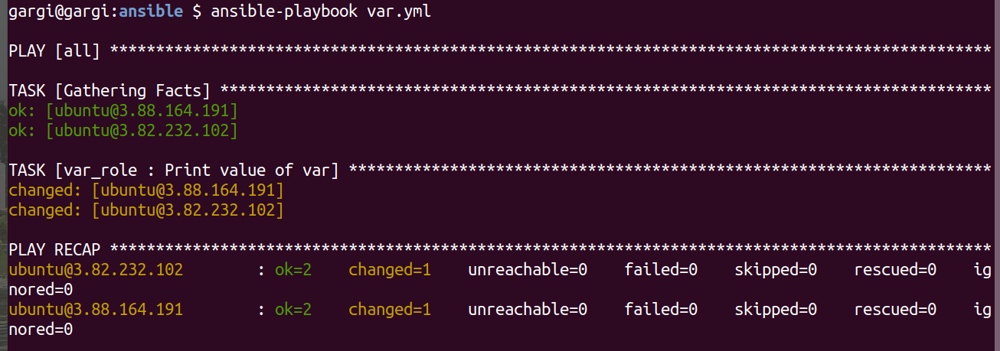 gargi@gargi:ansible $ ansible-playbook var.yml
PLAY [all] ************************************************************************************************
TASK [Gathering Facts] ************************************************************************************
ok: [ubuntu@3.88.164.191]
ok: [ubuntu@3.82.232.102]
TASK [var_role : Print value of var] **********************************************************************
changed: [ubuntu@3.88.164.191]
changed: [ubuntu@3.82.232.102]
PLAY RECAP ************************************************************************************************
ubuntu@3.82.232.102        : ok=2    changed=1    unreachable=0    failed=0    skipped=0    rescued=0    ig
nored=0
ubuntu@3.88.164.191        : ok=2    changed=1    unreachable=0    failed=0    skipped=0    rescued=0    ig
nored=0